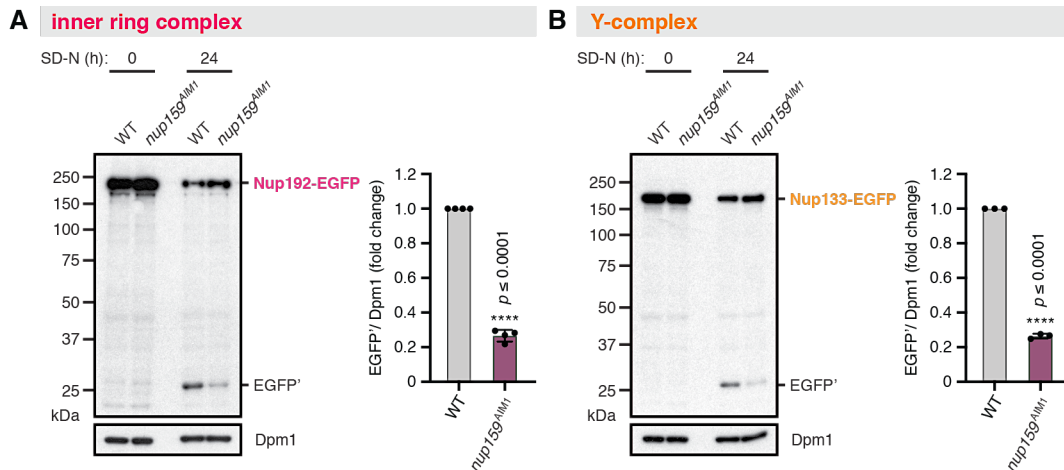 A inner ring complex
SD-N (h): 0 24
WT nup159AIM1 WT nup159AIM1
250
150
100
75
50
37
25
kDa
Nup192-EGFP
EGFP’
Dpm1
EGFP’/ Dpm1 (fold change)
1.2
1.0
0.8
0.6
0.4
0.2
0
p ≤ 0.0001
****
WT nup159AIM1
B Y-complex
SD-N (h): 0 24
WT nup159AIM1 WT nup159AIM1
250
150
100
75
50
37
25
kDa
Nup133-EGFP
EGFP’
Dpm1
EGFP’/ Dpm1 (fold change)
1.2
1.0
0.8
0.6
0.4
0.2
0
p ≤ 0.0001
****
WT nup159AIM1